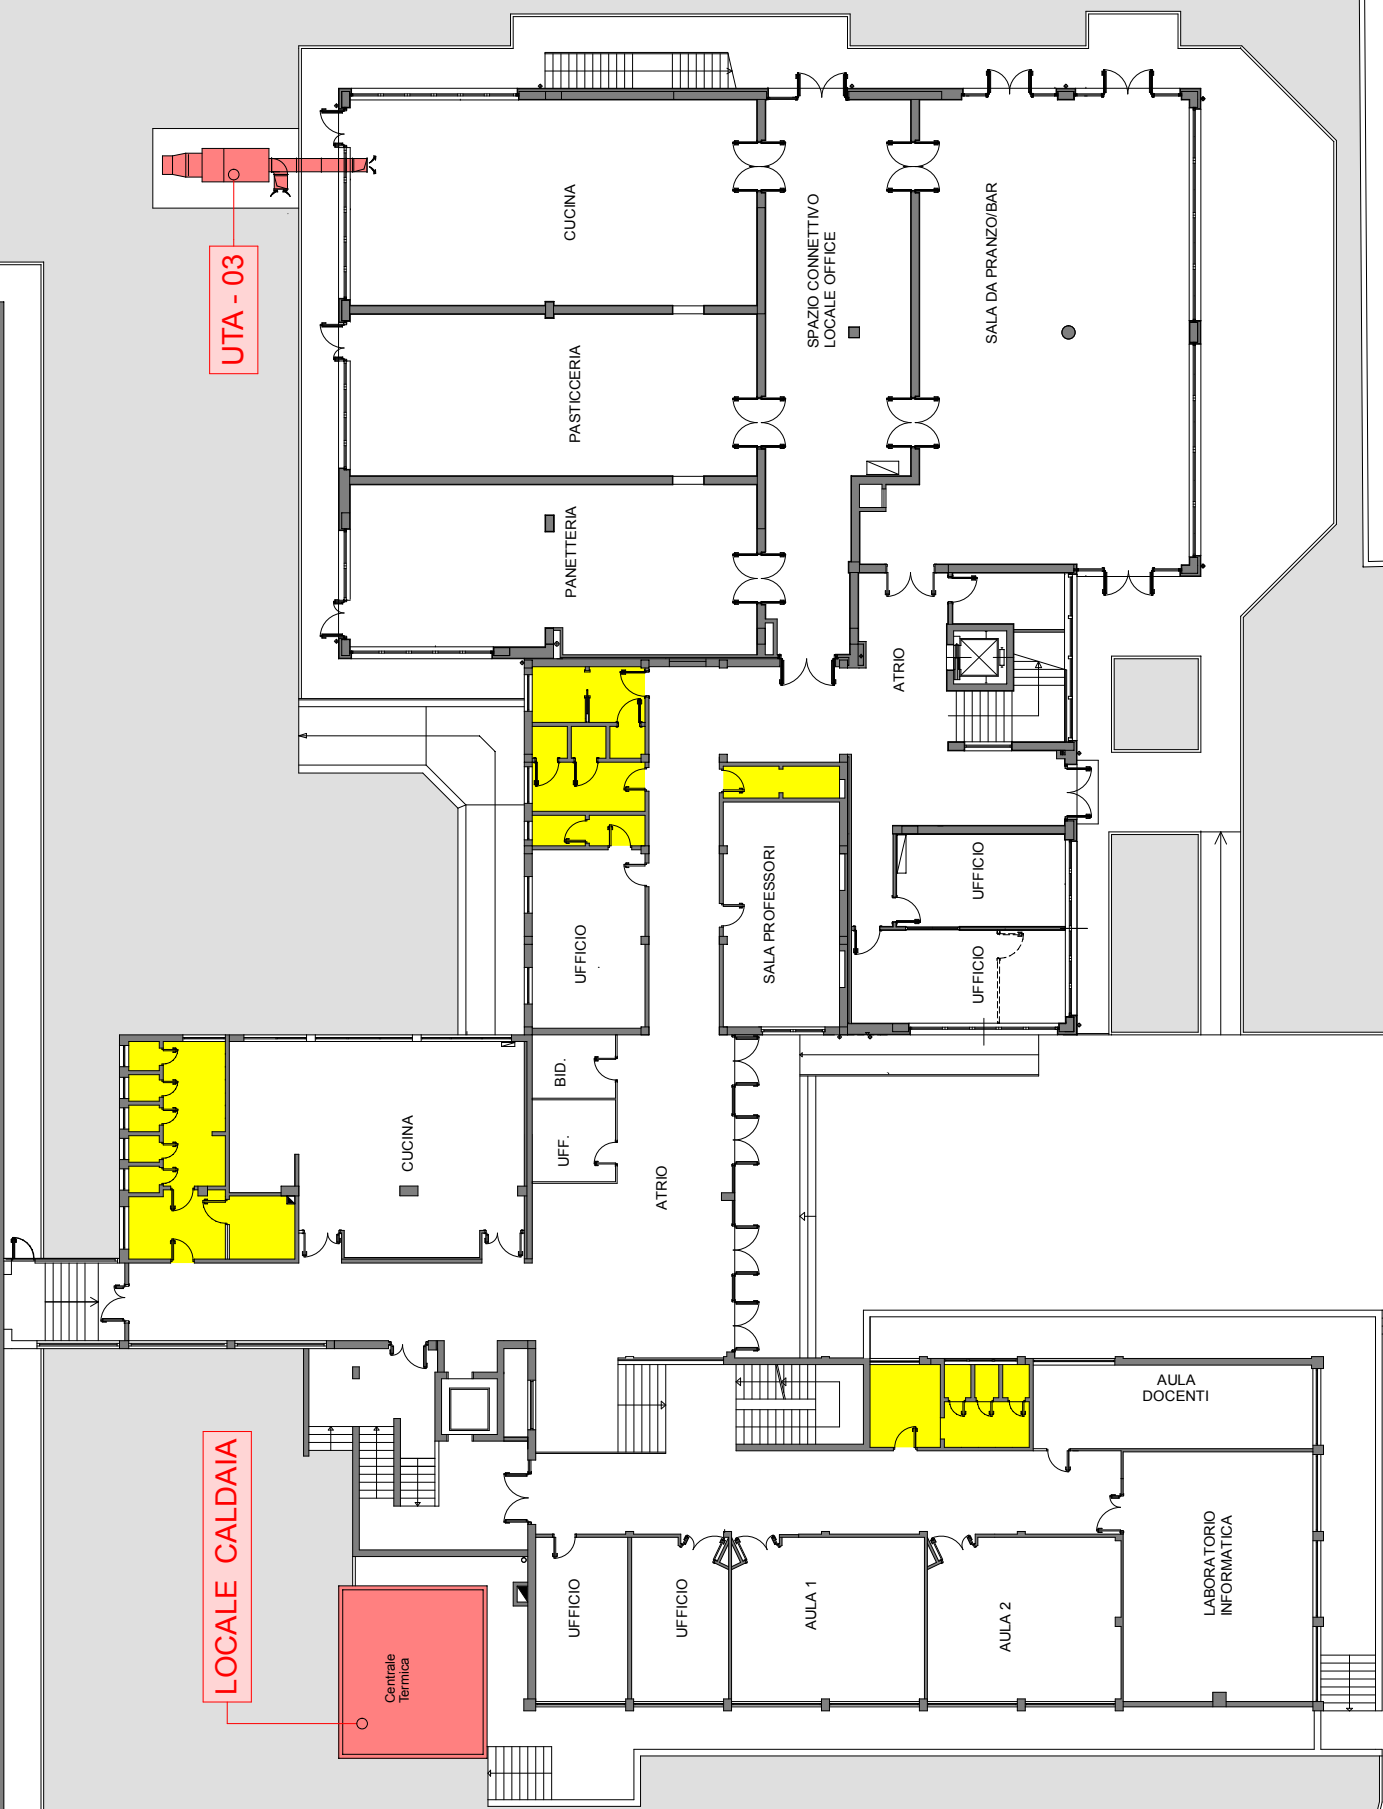 UTA - 03
CUCINA
SPAZIO CONNETTIVO
LOCALE OFFICE
SALA DA PRANZO/BAR
PASTICCERIA
PANETTERIA
ATRIO
SALA PROFESSORI
UFFICIO
UFFICIO
UFFICIO
BID.
UFF.
CUCINA
ATRIO
AULA
DOCENTI
LOCALE CALDAIA
Centrale
Termica
UFFICIO
UFFICIO
AULA 1
AULA 2
LABORATORIO
INFORMATICA